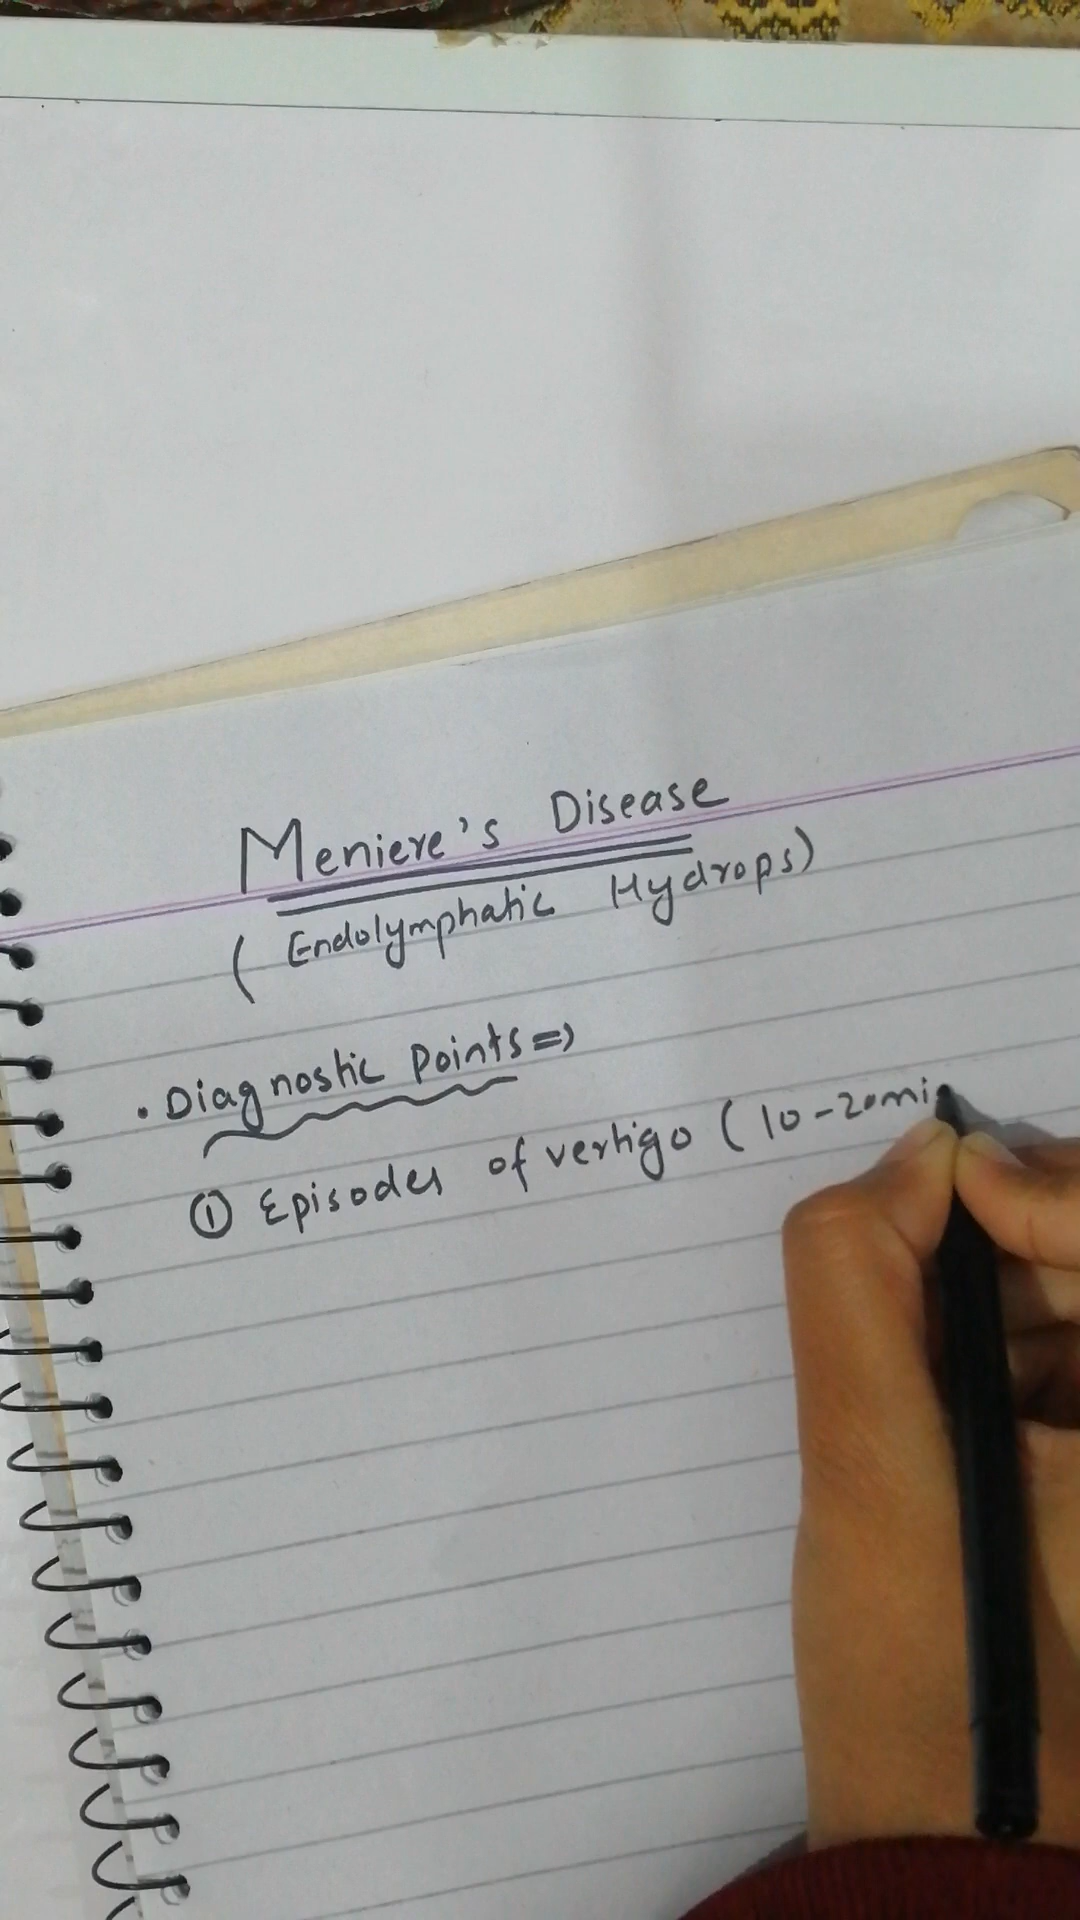 Meniere's Disease
(Endolymphatic Hydrops)
. Diagnostic Points =>
① Episodes of vertigo (10-20mi